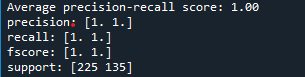 Average precision-recall score: 1.00
precision: [1. 1.]
recall: [1. 1.]
fscore: [1. 1.]
support: [225 135]